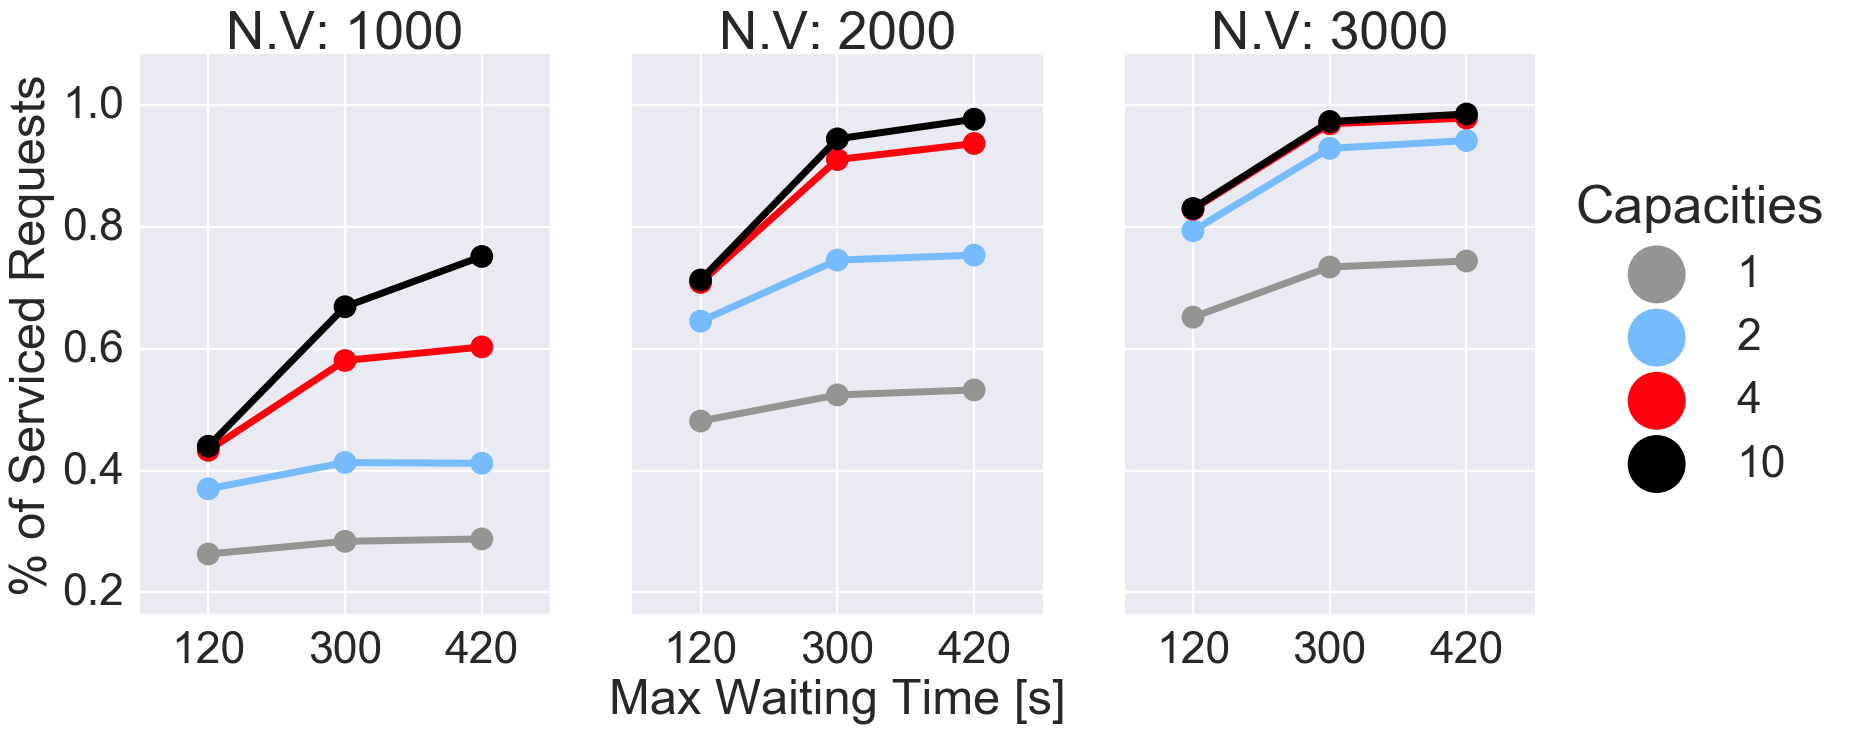 N.V: 1000 N.V: 2000 N.V: 3000
% of Serviced Requests
1.0
0.8
0.6
0.4
0.2
120 300 420 120 300 420 120 300 420
Max Waiting Time [s]
Capacities
1
2
4
10